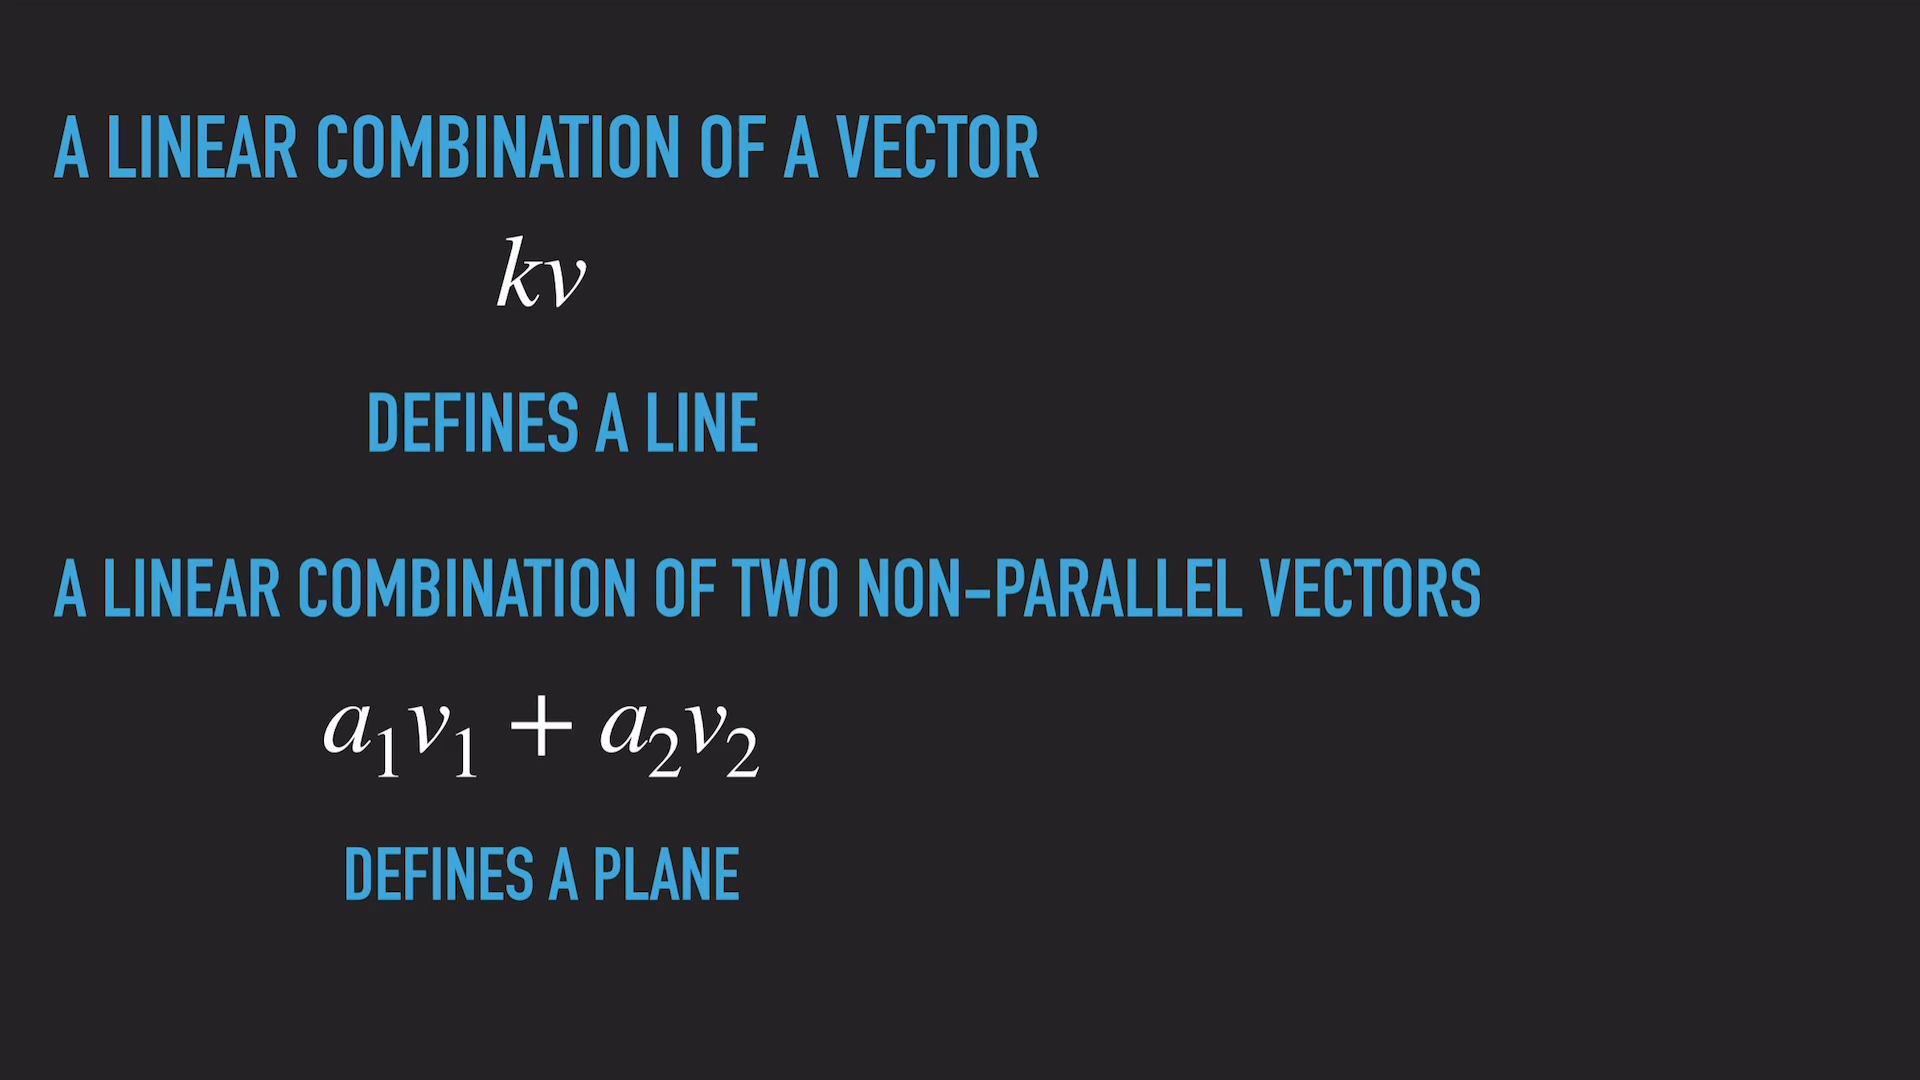 A LINEAR COMBINATION OF A VECTOR
kv
DEFINES A LINE
A LINEAR COMBINATION OF TWO NON-PARALLEL VECTORS
a₁v₁ + a₂v₂
DEFINES A PLANE